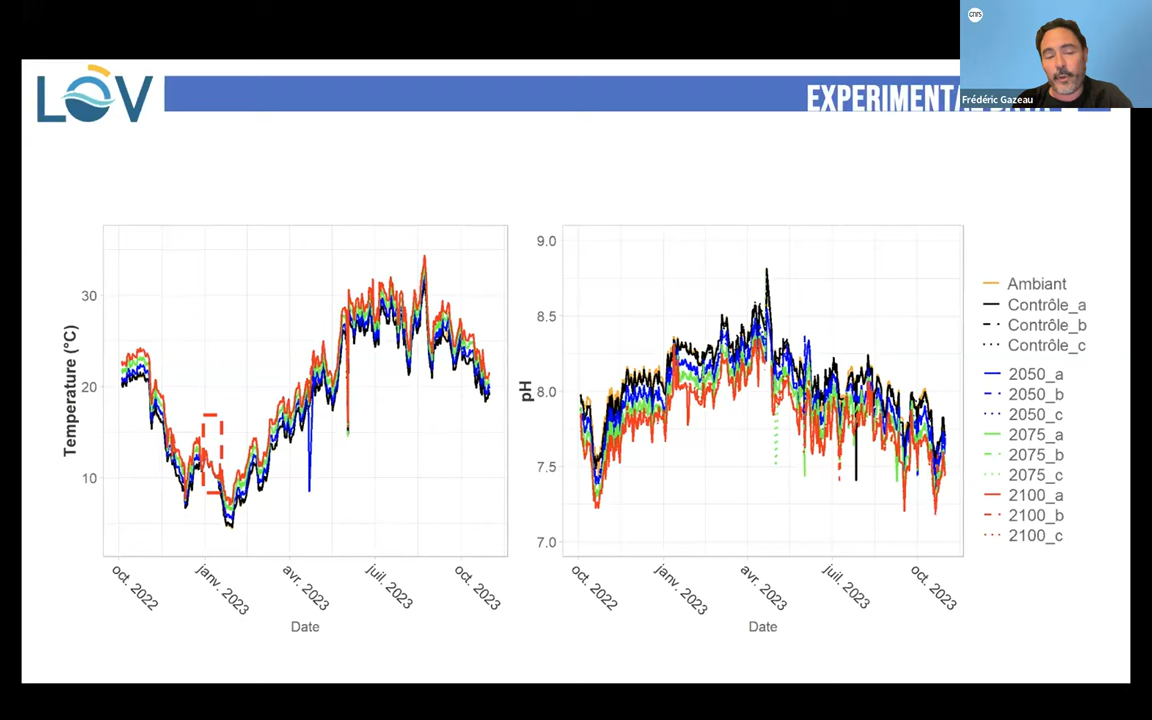 cnrs
Frédéric Gazeau
LOV
EXPERIMENTAL
Temperature (°C)
30
20
10
oct. 2022
janv. 2023
avr. 2023
juil. 2023
oct. 2023
Date
pH
9.0
8.5
8.0
7.5
7.0
oct. 2022
janv. 2023
avr. 2023
juil. 2023
oct. 2023
Date
Ambiant
Contrôle_a
Contrôle_b
Contrôle_c
2050_a
2050_b
2050_c
2075_a
2075_b
2075_c
2100_a
2100_b
2100_c